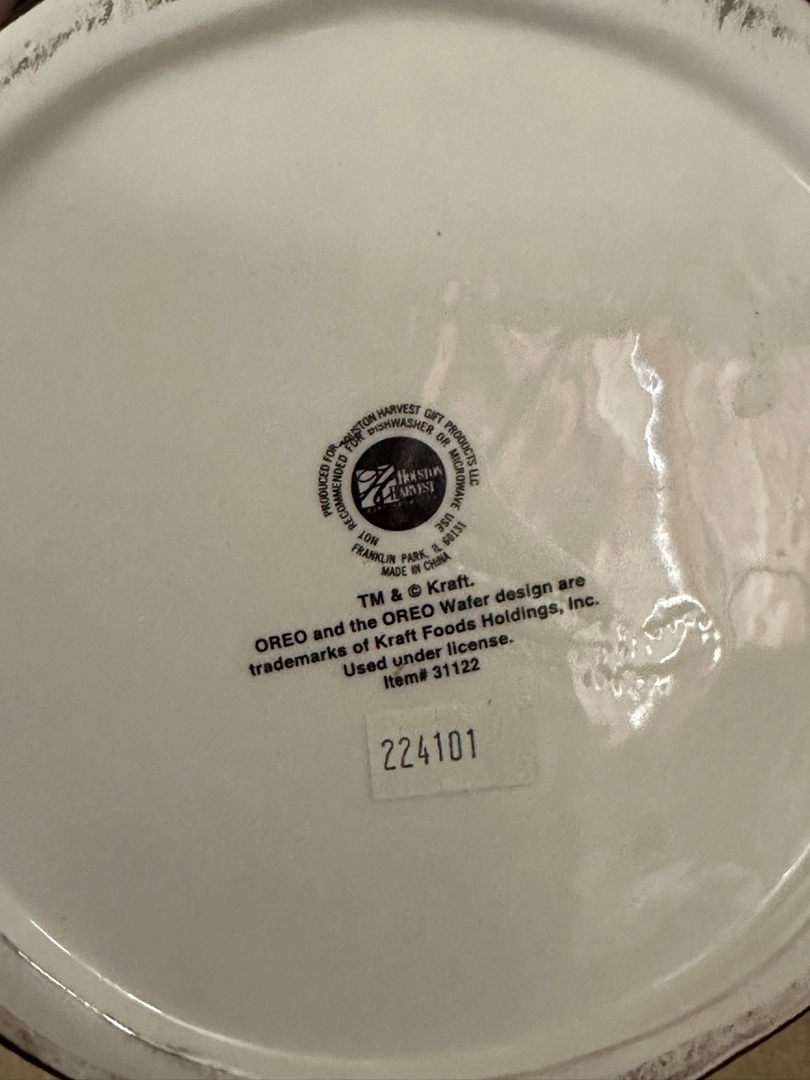 PRODUCED FOR HOUSTON HARVEST GIFT PRODUCTS LLC
FRANKLIN PARK, IL 60131
MADE IN CHINA
NOT RECOMMENDED FOR DISHWASHER OR MICROWAVE USE
HOUSTON
HARVEST
TM & © Kraft.
OREO and the OREO Wafer design are
trademarks of Kraft Foods Holdings, Inc.
Used under license.
Item# 31122
224101